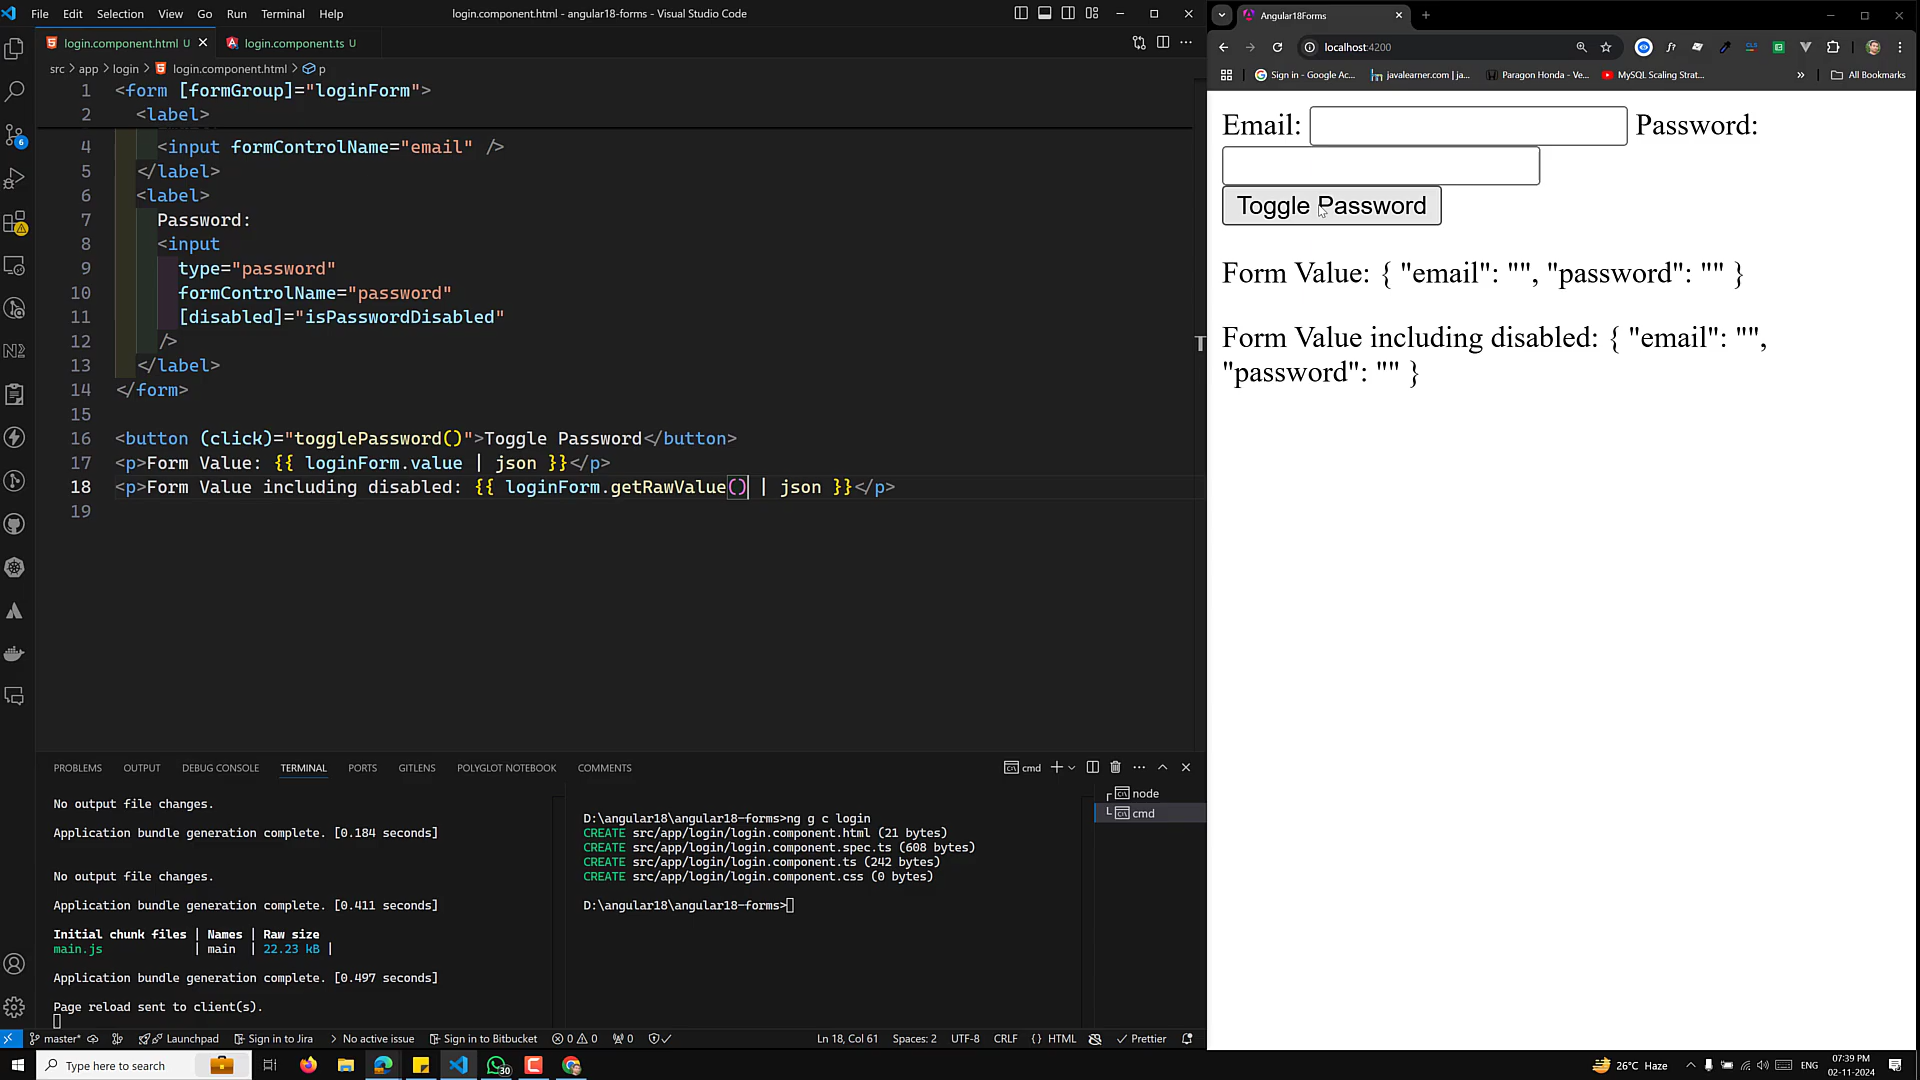 File Edit Selection View Go Run Terminal Help
login.component.html - angular18-forms - Visual Studio Code
login.component.html U
login.component.ts U
src > app > login > login.component.html > p
1 <form [formGroup]="loginForm">
2 <label>
4 <input formControlName="email" />
5 </label>
6 <label>
7 Password:
8 <input
9 type="password"
10 formControlName="password"
11 [disabled]="isPasswordDisabled"
12 />
13 </label>
14 </form>
15
16 <button (click)="togglePassword()">Toggle Password</button>
17 <p>Form Value: {{ loginForm.value | json }}</p>
18 <p>Form Value including disabled: {{ loginForm.getRawValue() | json }}</p>
19
PROBLEMS OUTPUT DEBUG CONSOLE TERMINAL PORTS GITLENS POLYGLOT NOTEBOOK COMMENTS
cmd
No output file changes.
Application bundle generation complete. [0.184 seconds]
No output file changes.
Application bundle generation complete. [0.411 seconds]
Initial chunk files | Names | Raw size
main.js | main | 22.23 kB |
Application bundle generation complete. [0.497 seconds]
Page reload sent to client(s).
D:\angular18\angular18-forms>ng g c login
CREATE src/app/login/login.component.html (21 bytes)
CREATE src/app/login/login.component.spec.ts (608 bytes)
CREATE src/app/login/login.component.ts (242 bytes)
CREATE src/app/login/login.component.css (0 bytes)
D:\angular18\angular18-forms>
node
cmd
6
master* Launchpad Sign in to Jira No active issue Sign in to Bitbucket 0 0 0
Ln 18, Col 61 Spaces: 2 UTF-8 CRLF {} HTML Prettier
Angular18Forms
localhost:4200
Sign in - Google Ac...
javalearner.com | ja...
Paragon Honda - Ve...
MySQL Scaling Strat...
All Bookmarks
Email: Password:
Toggle Password
Form Value: { "email": "", "password": "" }
Form Value including disabled: { "email": "",
"password": "" }
Type here to search
30
26°C Haze
ENG
07:39 PM
02-11-2024